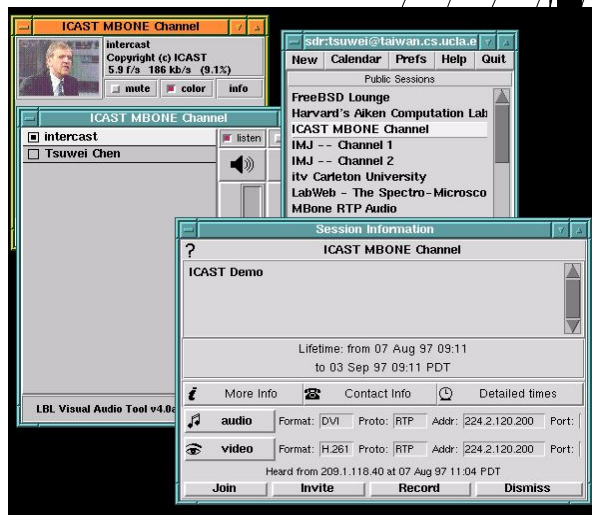 ICAST MBONE Channel
intercast
Copyright (c) ICAST
5.9 f/s 186 kb/s (9.1%)
mute color info
sdr:tsuwei@taiwan.cs.ucla.e
New Calendar Prefs Help Quit
Public Sessions
FreeBSD Lounge
Harvard's Aiken Computation Lab
ICAST MBONE Channel
IMJ -- Channel 1
IMJ -- Channel 2
itv Carleton University
LabWeb - The Spectro-Microsco
MBone RTP Audio
ICAST MBONE Channel
intercast
Tsuwei Chen
listen
LBL Visual Audio Tool v4.0a
Session Information
? ICAST MBONE Channel
ICAST Demo
Lifetime: from 07 Aug 97 09:11
to 03 Sep 97 09:11 PDT
i More Info Contact Info Detailed times
audio Format: DVI Proto: RTP Addr: 224.2.120.200 Port:
video Format: H.261 Proto: RTP Addr: 224.2.120.200 Port:
Heard from 209.1.118.40 at 07 Aug 97 11:04 PDT
Join Invite Record Dismiss